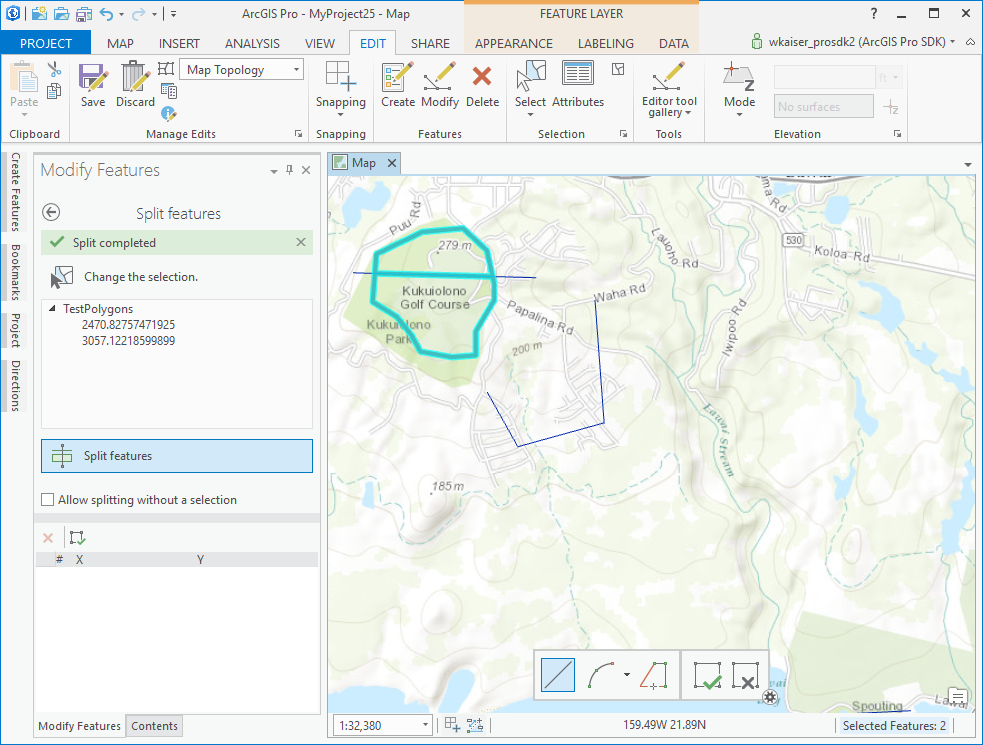 ArcGIS Pro - MyProject25 - Map
FEATURE LAYER
?
PROJECT MAP INSERT ANALYSIS VIEW EDIT SHARE APPEARANCE LABELING DATA
wkaiser_prosdk2 (ArcGIS Pro SDK)
Paste
Clipboard
Save
Discard
Map Topology
Manage Edits
Snapping
Snapping
Create
Modify
Delete
Features
Select
Attributes
Selection
Editor tool
gallery
Tools
Mode
ft
No surfaces
Elevation
Create Features
Bookmarks
Project
Directions
Modify Features
Split features
Split completed
Change the selection.
TestPolygons
2470.82757471925
3057.12218599899
Split features
Allow splitting without a selection
# X Y
Modify Features
Contents
Map
Puu Rd
279 m
Kukuiolono
Golf Course
Park
Papalina Rd
Waha Rd
200 m
185 m
Lauoho Rd
530
Koloa Rd
Iwipoo Rd
Lawai Stream
Spouting
1:32,380
159.49W 21.89N
Selected Features: 2